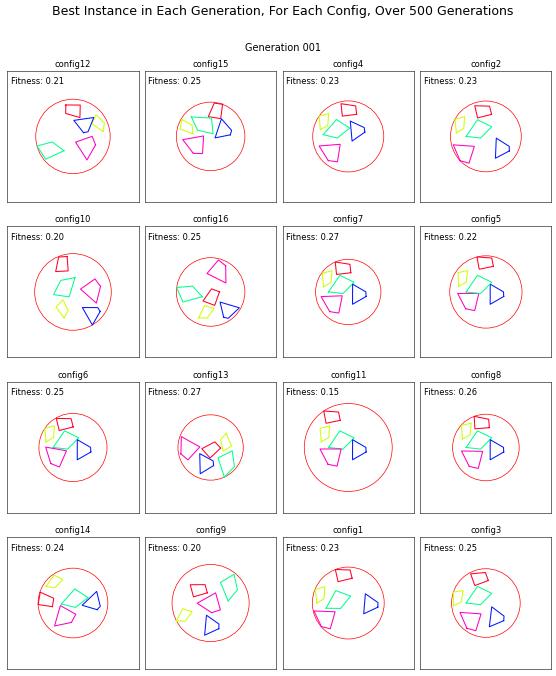 Best Instance in Each Generation, For Each Config, Over 500 Generations
Generation 001
config12
config15
config4
config2
Fitness: 0.21
Fitness: 0.25
Fitness: 0.23
Fitness: 0.23
config10
config16
config7
config5
Fitness: 0.20
Fitness: 0.25
Fitness: 0.27
Fitness: 0.22
config6
config13
config11
config8
Fitness: 0.25
Fitness: 0.27
Fitness: 0.15
Fitness: 0.26
config14
config9
config1
config3
Fitness: 0.24
Fitness: 0.20
Fitness: 0.23
Fitness: 0.25